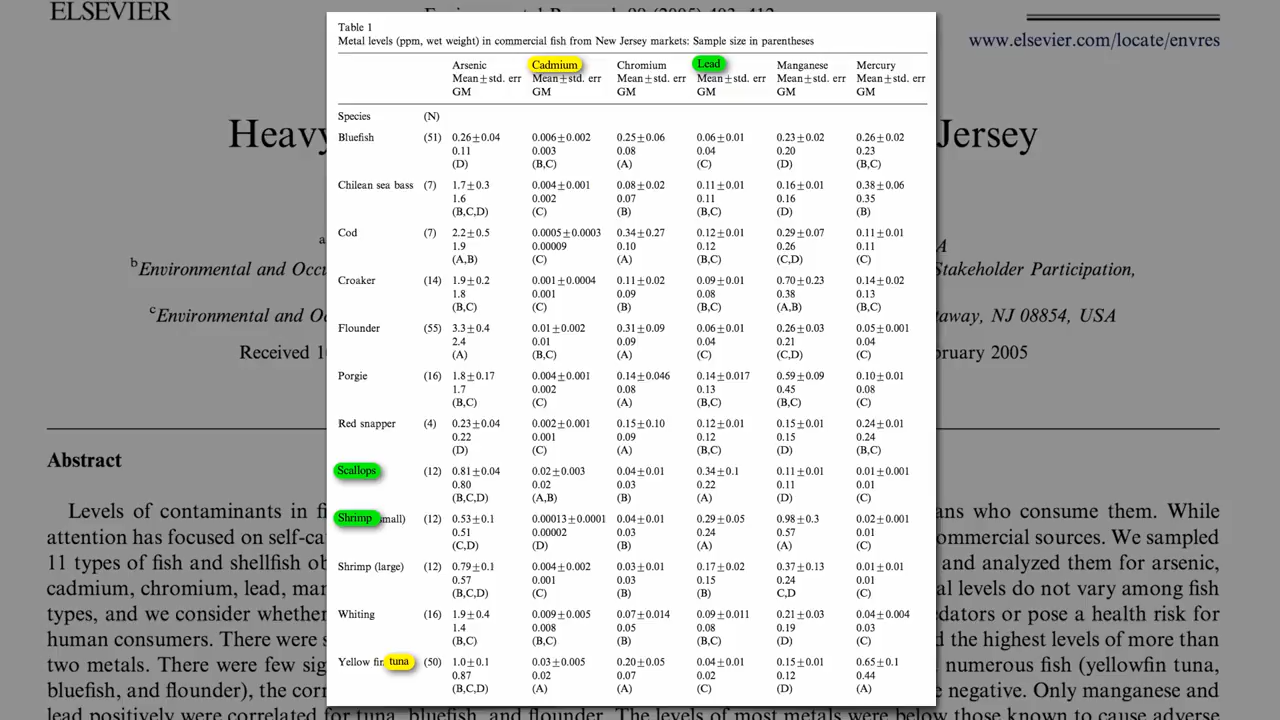 ELSEVIER
www.elsevier.com/locate/envres
Table 1
Metal levels (ppm, wet weight) in commercial fish from New Jersey markets: Sample size in parentheses
Arsenic Cadmium Chromium Lead Manganese Mercury
Mean±std. err Mean±std. err Mean±std. err Mean±std. err Mean±std. err Mean±std. err
GM GM GM GM GM GM
Species (N)
Heavy Jersey
Bluefish (51) 0.26±0.04 0.006±0.002 0.25±0.06 0.06±0.01 0.23±0.02 0.26±0.02
0.11 0.003 0.08 0.04 0.20 0.23
(D) (B,C) (A) (C) (D) (B,C)
Chilean sea bass (7) 1.7±0.3 0.004±0.001 0.08±0.02 0.11±0.01 0.16±0.01 0.38±0.06
1.6 0.002 0.07 0.11 0.16 0.35
(B,C,D) (C) (B) (B,C) (D) (B)
Cod (7) 2.2±0.5 0.0005±0.0003 0.34±0.27 0.12±0.01 0.29±0.07 0.11±0.01
1.9 0.00009 0.10 0.12 0.26 0.11
(A,B) (C) (A) (B,C) (C,D) (C)
b Environmental and Occu Stakeholder Participation,
Croaker (14) 1.9±0.2 0.001±0.0004 0.11±0.02 0.09±0.01 0.70±0.23 0.14±0.02
1.8 0.001 0.09 0.08 0.38 0.13
(B,C) (C) (B) (B,C) (A,B) (B,C)
c Environmental and Oc taway, NJ 08854, USA
Flounder (55) 3.3±0.4 0.01±0.002 0.31±0.09 0.06±0.01 0.26±0.03 0.05±0.001
2.4 0.01 0.09 0.04 0.21 0.04
(A) (B,C) (A) (C) (C,D) (C)
Received 1 bruary 2005
Porgie (16) 1.8±0.17 0.004±0.001 0.14±0.046 0.14±0.017 0.59±0.09 0.10±0.01
1.7 0.002 0.08 0.13 0.45 0.08
(B,C) (C) (A) (B,C) (B,C) (C)
Red snapper (4) 0.23±0.04 0.002±0.001 0.15±0.10 0.12±0.01 0.15±0.01 0.24±0.01
0.22 0.001 0.09 0.12 0.15 0.24
(D) (C) (A) (B,C) (D) (B,C)
Abstract
Scallops (12) 0.81±0.04 0.02±0.003 0.04±0.01 0.34±0.1 0.11±0.01 0.01±0.001
0.80 0.02 0.03 0.22 0.11 0.01
(B,C,D) (A,B) (B) (A) (D) (C)
Levels of contaminants in fi ans who consume them. While
Shrimp small) (12) 0.53±0.1 0.00013±0.0001 0.04±0.01 0.29±0.05 0.98±0.3 0.02±0.001
0.51 0.00002 0.03 0.24 0.57 0.01
(C,D) (D) (B) (A) (A) (C)
attention has focused on self-ca ommercial sources. We sampled
11 types of fish and shellfish ob and analyzed them for arsenic,
Shrimp (large) (12) 0.79±0.1 0.004±0.002 0.03±0.01 0.17±0.02 0.37±0.13 0.01±0.01
0.57 0.001 0.03 0.15 0.24 0.01
(B,C,D) (C) (B) (B) C,D (C)
cadmium, chromium, lead, man al levels do not vary among fish
types, and we consider whether edators or pose a health risk for
Whiting (16) 1.9±0.4 0.009±0.005 0.07±0.014 0.09±0.011 0.21±0.03 0.04±0.004
1.4 0.008 0.05 0.08 0.19 0.03
(B,C) (B,C) (B) (B,C) (D) (C)
human consumers. There were s d the highest levels of more than
two metals. There were few sig numerous fish (yellowfin tuna,
Yellow fin tuna (50) 1.0±0.1 0.03±0.005 0.20±0.05 0.04±0.01 0.15±0.01 0.65±0.1
0.87 0.02 0.07 0.02 0.12 0.44
(B,C,D) (A) (A) (C) (D) (A)
bluefish, and flounder), the corr e negative. Only manganese and
lead positively were correlated for tuna, bluefish, and flounder. The levels of most metals were below those known to cause adverse